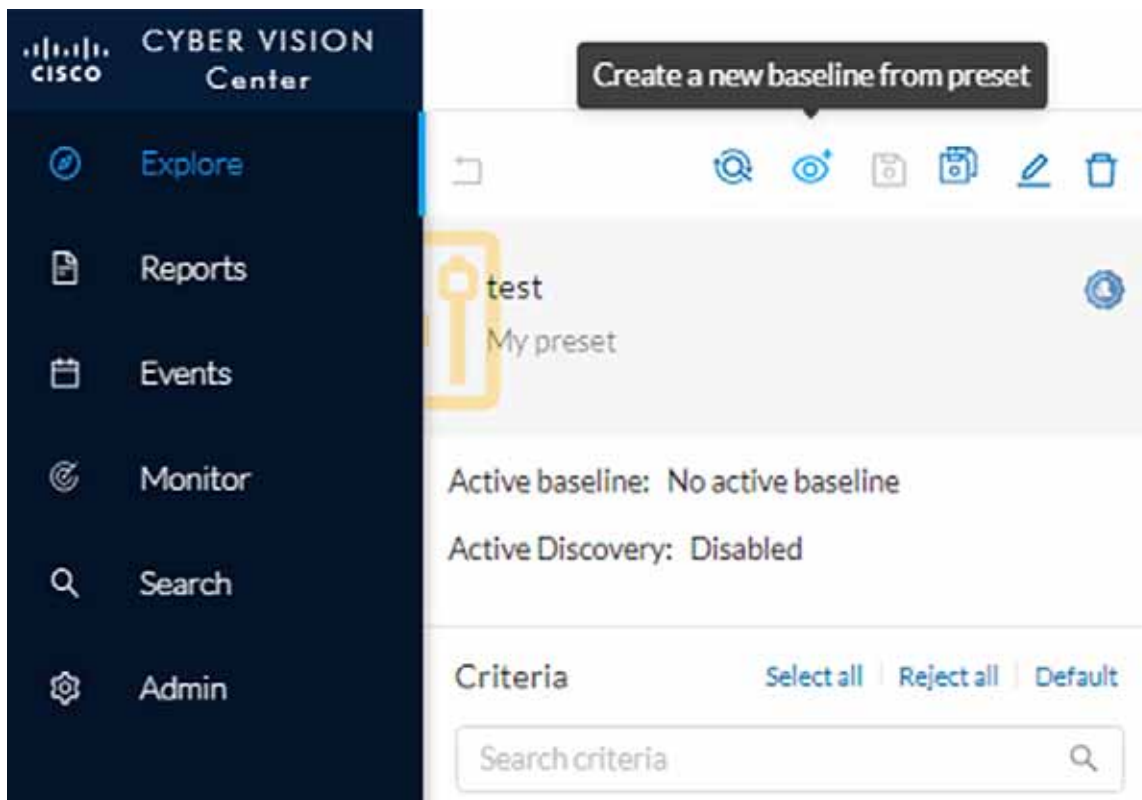 CISCO
CYBER VISION
Center
Create a new baseline from preset
Explore
Reports
Events
Monitor
Search
Admin
test
My preset
Active baseline: No active baseline
Active Discovery: Disabled
Criteria
Select all
Reject all
Default
Search criteria